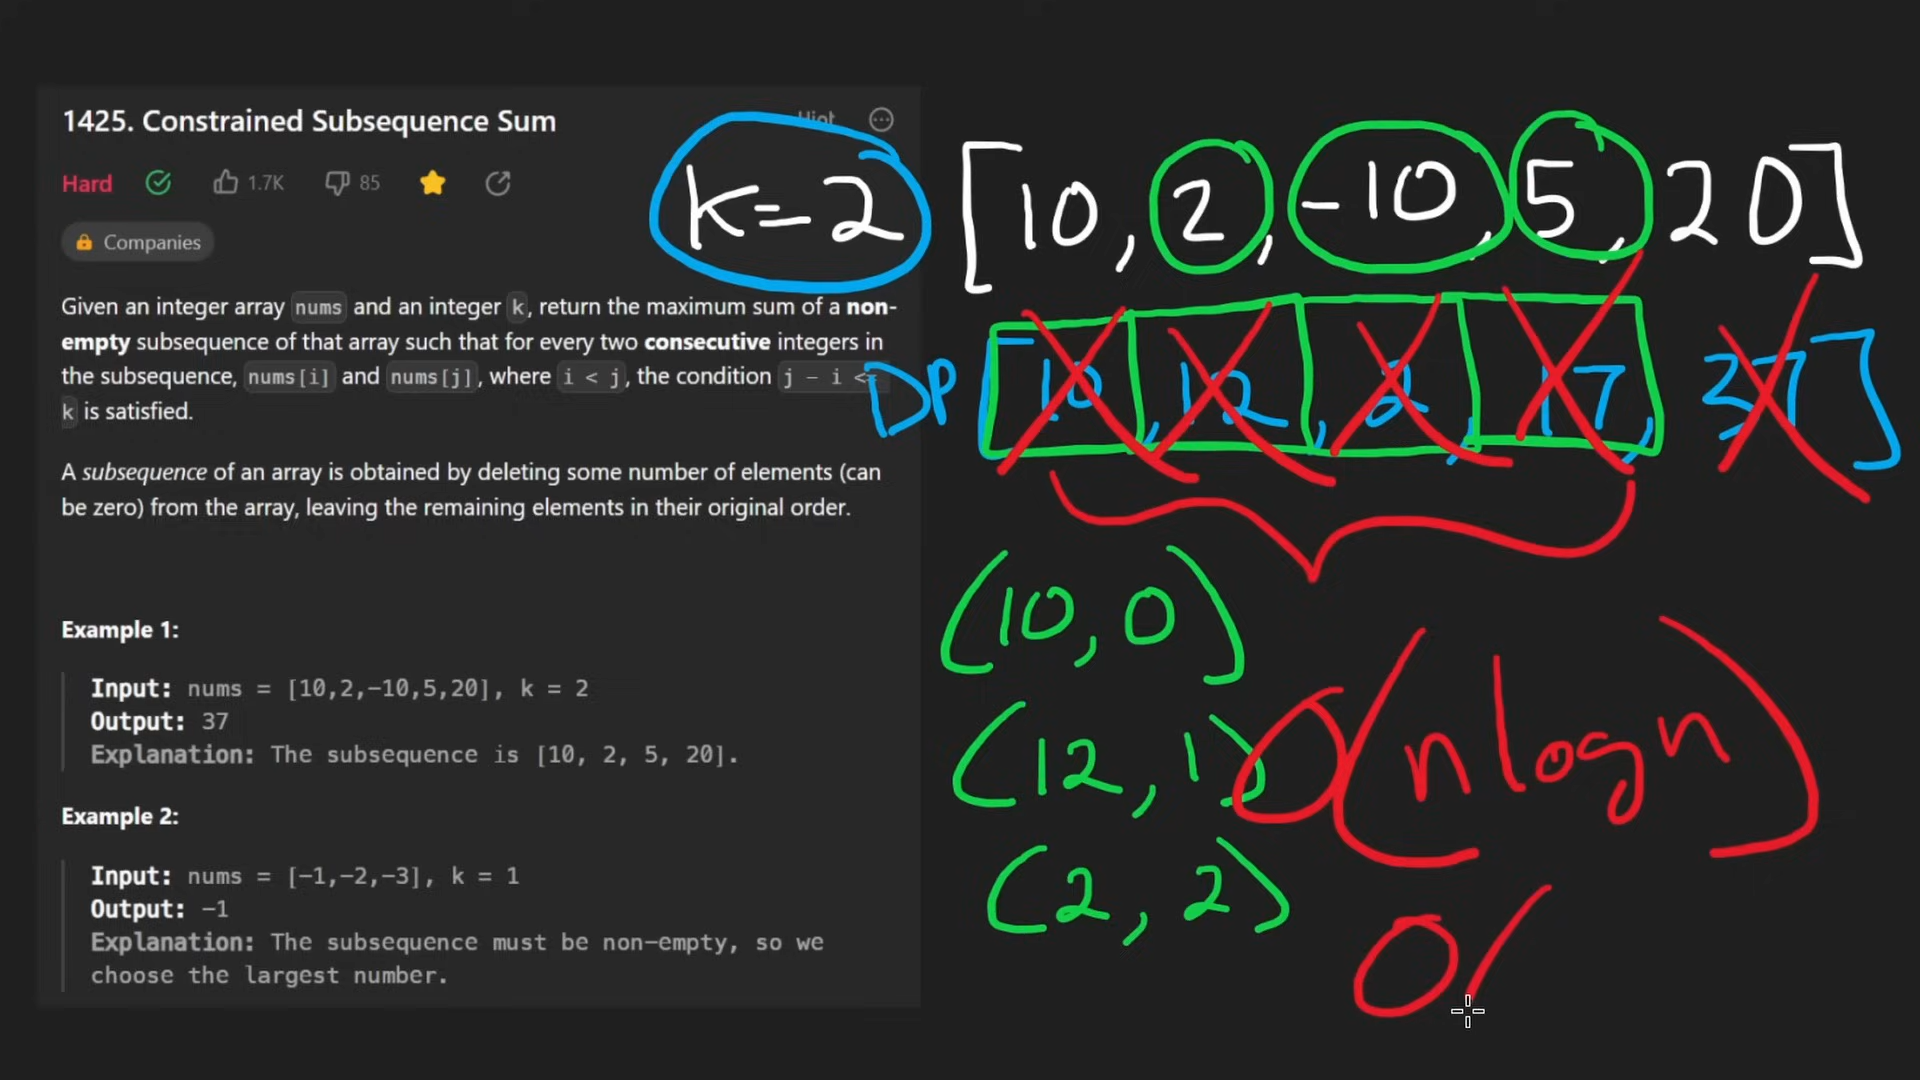 1425. Constrained Subsequence Sum
Hint
Hard 1.7K 85
Companies
Given an integer array nums and an integer k, return the maximum sum of a non-
empty subsequence of that array such that for every two consecutive integers in
the subsequence, nums[i] and nums[j], where i < j, the condition j - i <=
k is satisfied.
A subsequence of an array is obtained by deleting some number of elements (can
be zero) from the array, leaving the remaining elements in their original order.
Example 1:
Input: nums = [10,2,-10,5,20], k = 2
Output: 37
Explanation: The subsequence is [10, 2, 5, 20].
Example 2:
Input: nums = [-1,-2,-3], k = 1
Output: -1
Explanation: The subsequence must be non-empty, so we
choose the largest number.
k=2 [10, 2, -10, 5, 20]
DP [10, 12, 2, 17, 37]
(10, 0)
(12, 1)
(2, 2)
O(nlogn)
O(